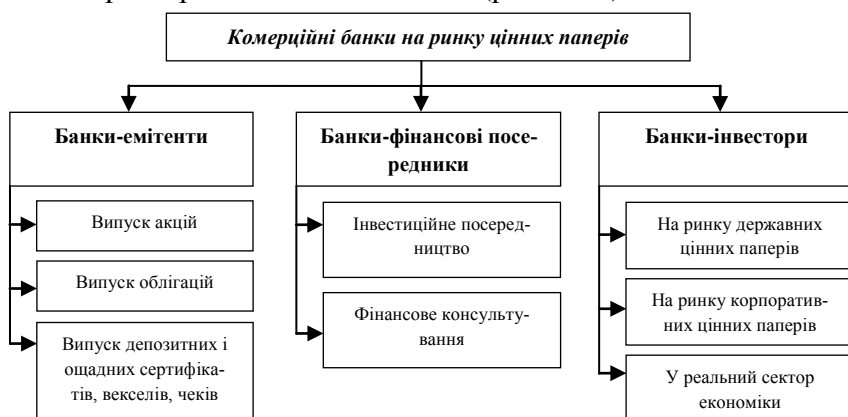 Комерційні банки на ринку цінних паперів
Банки-емітенти
Випуск акцій
Випуск облігацій
Випуск депозитних і
ощадних сертифіка-
тів, векселів, чеків
Банки-фінансові посе-
редники
Інвестиційне посеред-
ництво
Фінансове консульту-
вання
Банки-інвестори
На ринку державних
цінних паперів
На ринку корпоратив-
них цінних паперів
У реальний сектор
економіки